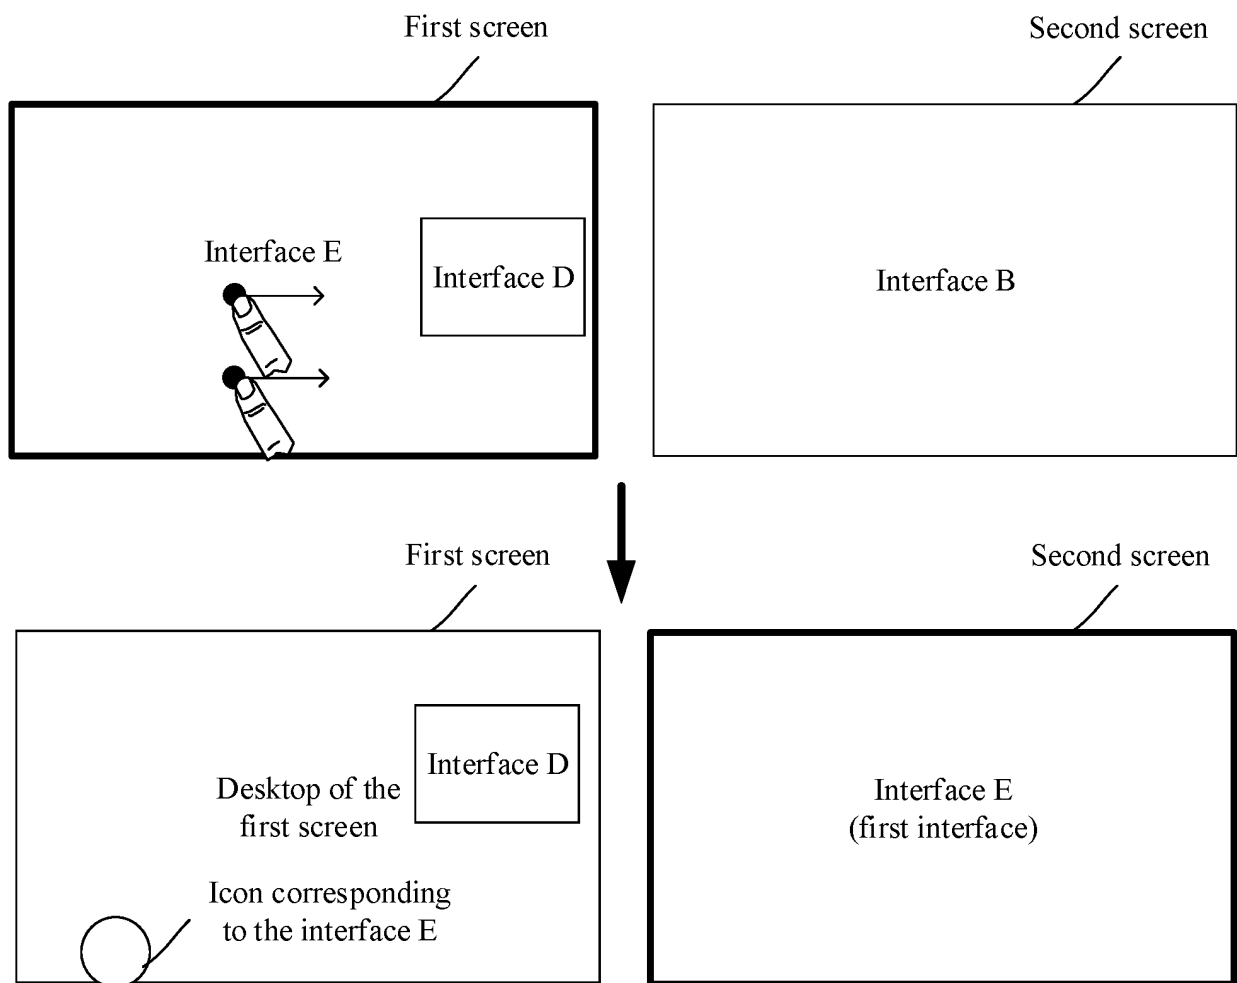 First screen
Second screen
Interface E
Interface D
Interface B
First screen
Second screen
Interface D
Desktop of the
first screen
Interface E
(first interface)
Icon corresponding
to the interface E